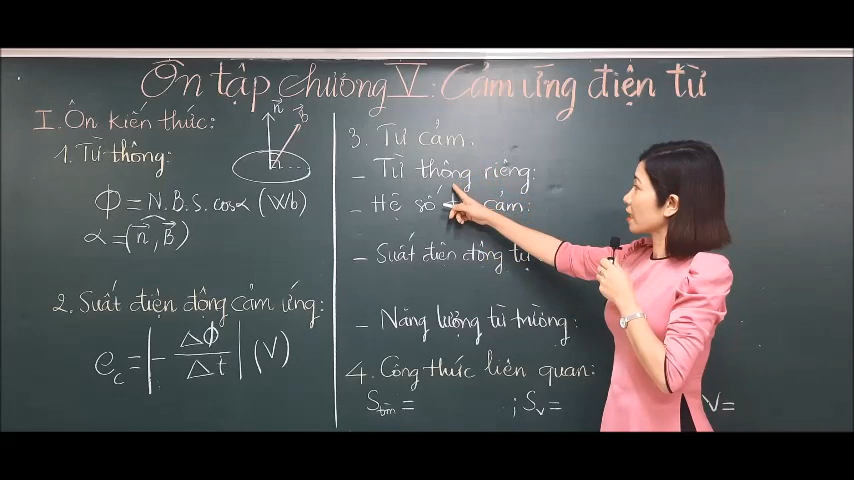 Ôn tập chương V: Cảm ứng điện từ
I. Ôn kiến thức:
1. Từ thông:
n⃗ B⃗
Φ = N.B.S. cosα (Wb)
α = (n⃗, B⃗)
2. Suất điện động cảm ứng:
e_c = |- ΔΦ/Δt| (V)
3. Tự cảm.
- Từ thông riêng:
- Hệ số cảm:
- Suất điện động tự
- Năng lượng từ trường:
4. Công thức liên quan:
S = ; S_v = V =